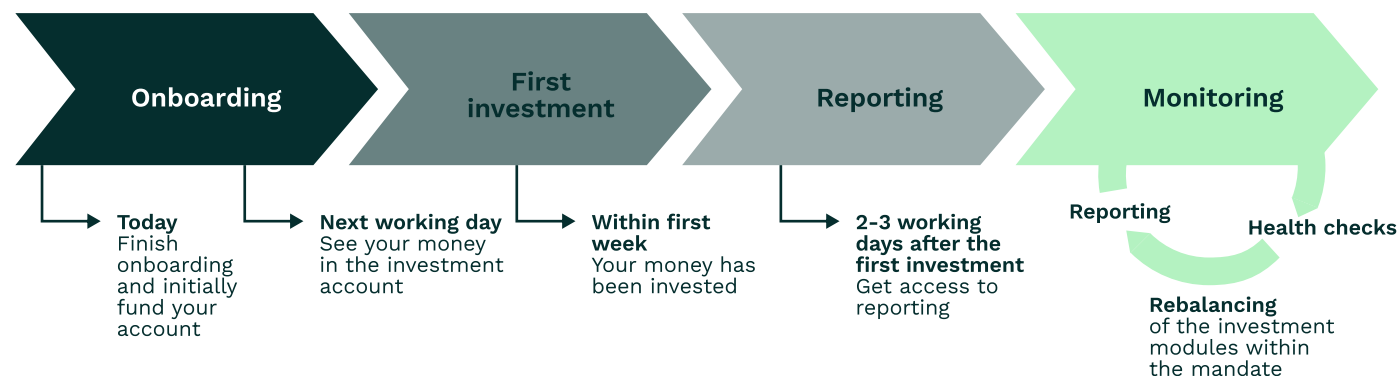 Onboarding
First
investment
Reporting
Monitoring
Today
Finish
onboarding
and initially
fund your
account
Next working day
See your money
in the investment
account
Within first
week
Your money has
been invested
2-3 working
days after the
first investment
Get access to
reporting
Reporting
Health checks
Rebalancing
of the investment
modules within
the mandate